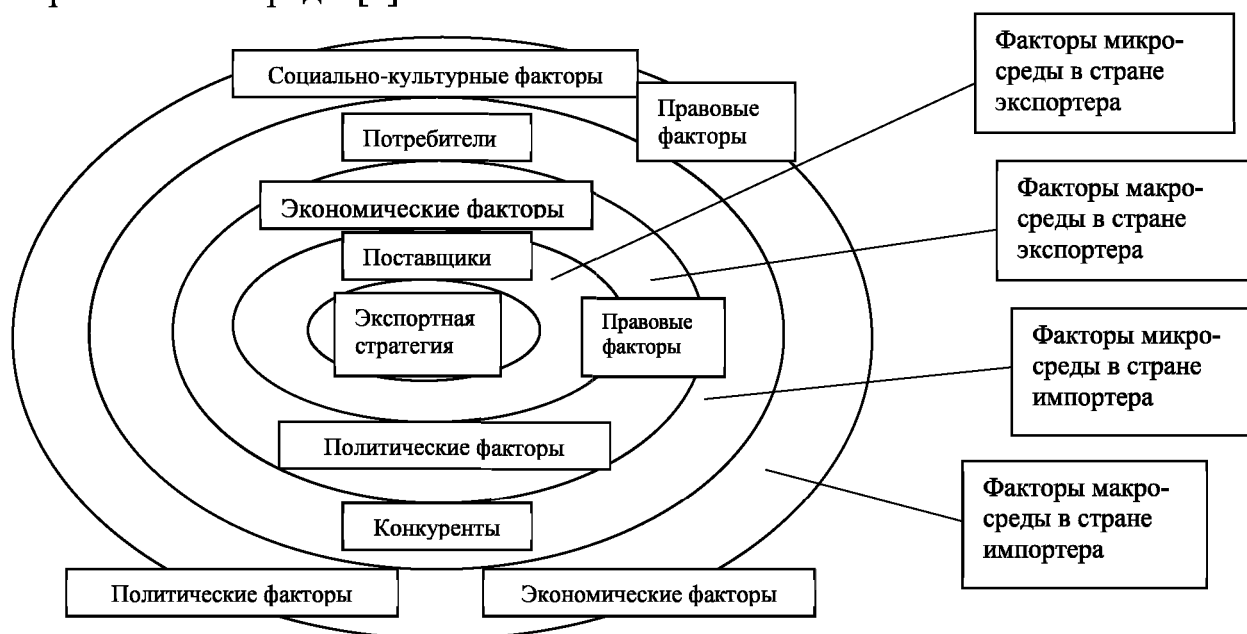 Социально-культурные факторы
Правовые
факторы
Потребители
Экономические факторы
Поставщики
Экспортная
стратегия
Правовые
факторы
Политические факторы
Конкуренты
Политические факторы
Экономические факторы
Факторы микро-
среды в стране
экспортера
Факторы макро-
среды в стране
экспортера
Факторы микро-
среды в стране
импортера
Факторы макро-
среды в стране
импортера